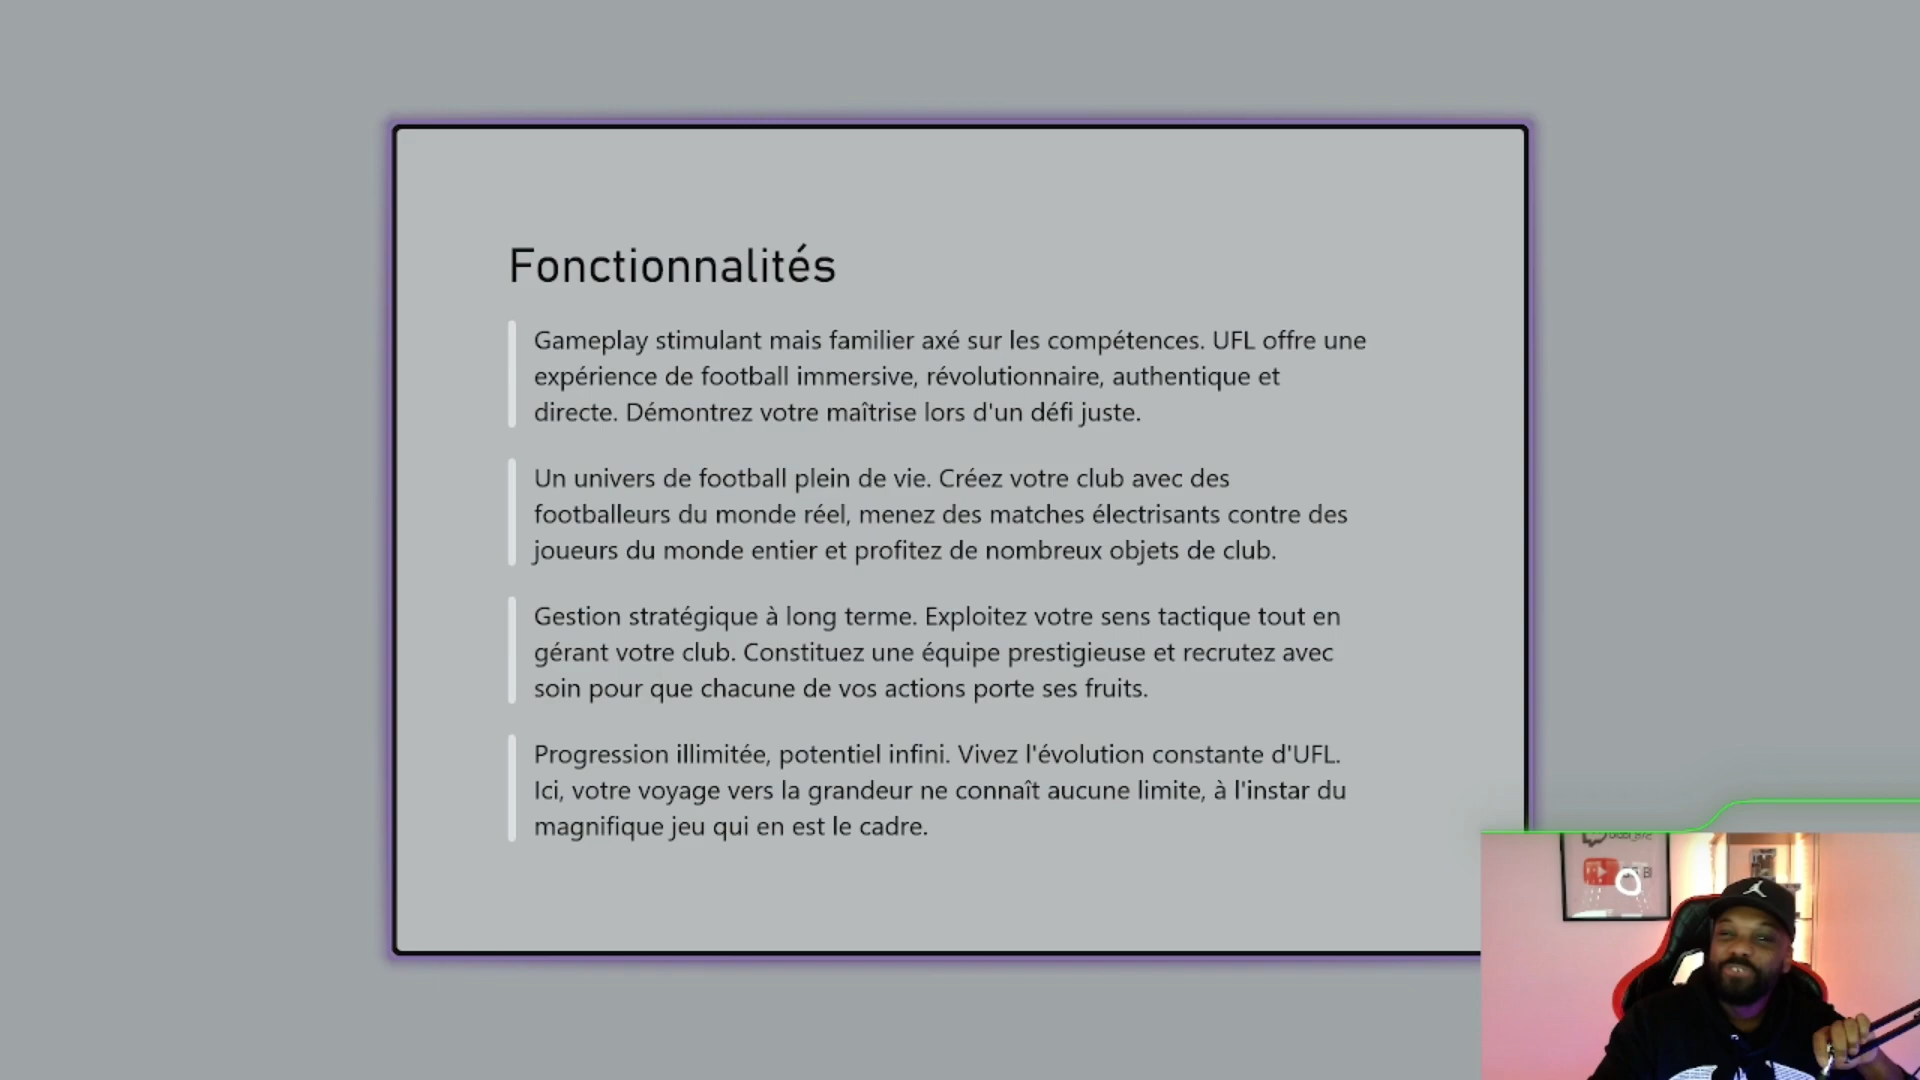 Fonctionnalités
Gameplay stimulant mais familier axé sur les compétences. UFL offre une
expérience de football immersive, révolutionnaire, authentique et
directe. Démontrez votre maîtrise lors d'un défi juste.
Un univers de football plein de vie. Créez votre club avec des
footballeurs du monde réel, menez des matches électrisants contre des
joueurs du monde entier et profitez de nombreux objets de club.
Gestion stratégique à long terme. Exploitez votre sens tactique tout en
gérant votre club. Constituez une équipe prestigieuse et recrutez avec
soin pour que chacune de vos actions porte ses fruits.
Progression illimitée, potentiel infini. Vivez l'évolution constante d'UFL.
Ici, votre voyage vers la grandeur ne connaît aucune limite, à l'instar du
magnifique jeu qui en est le cadre.